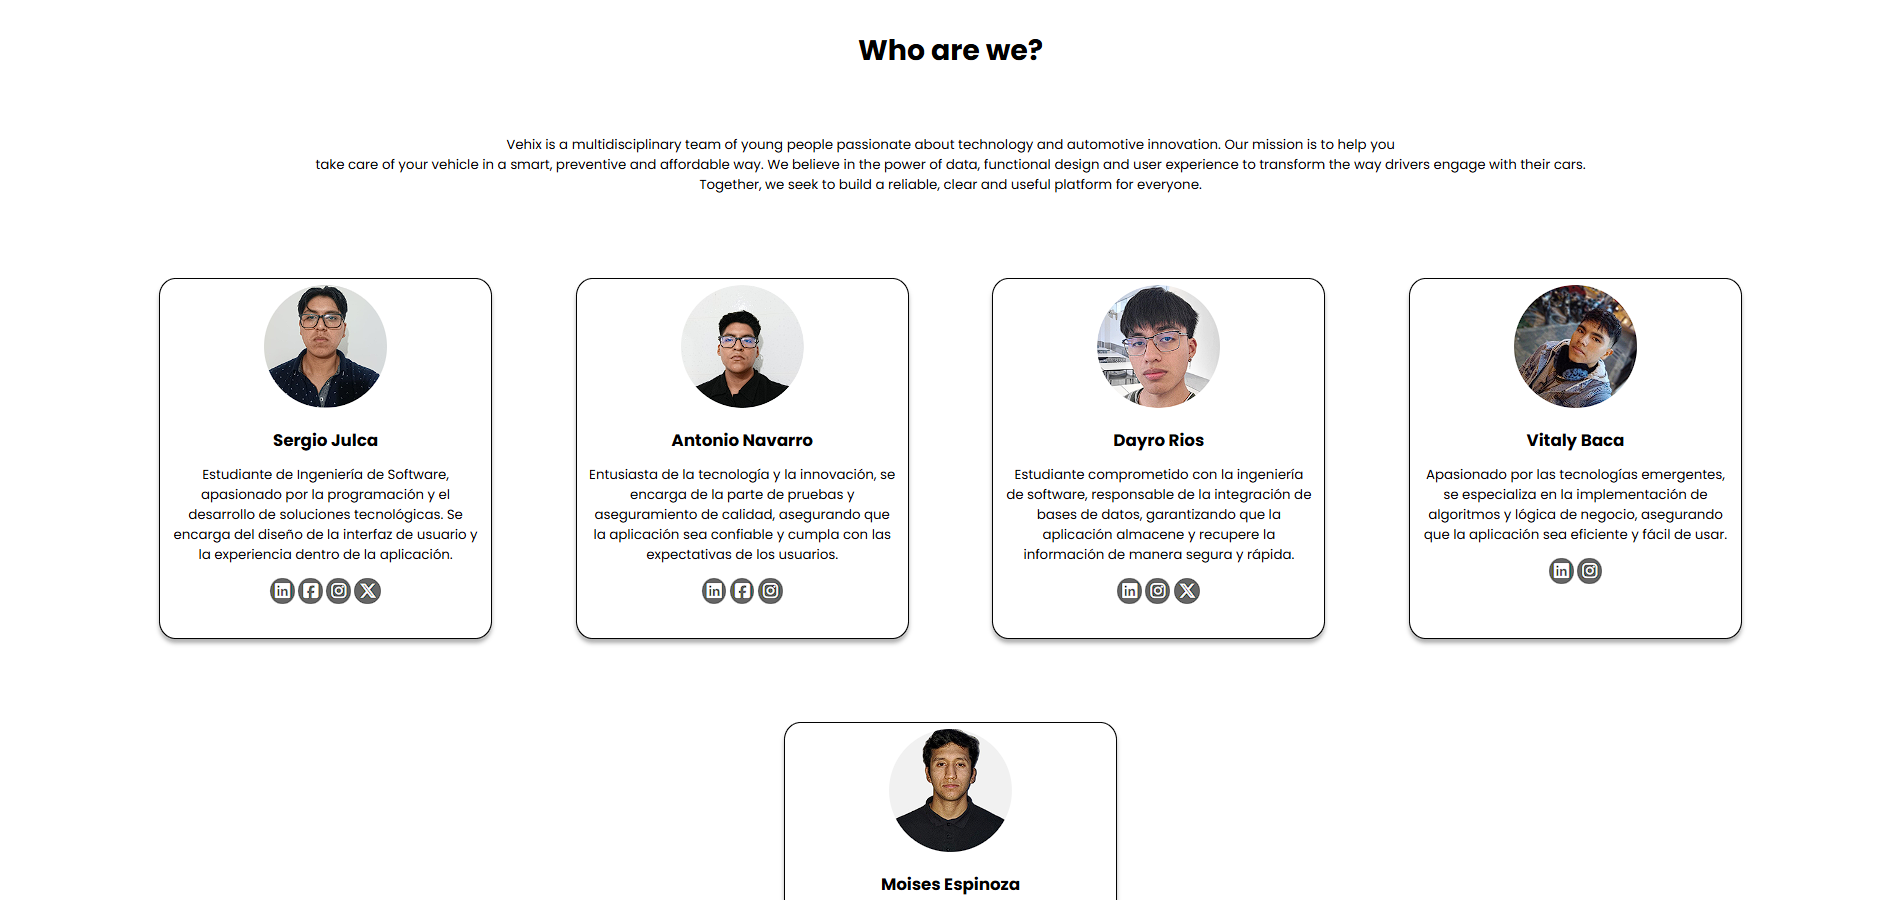 Who are we?
Vehix is a multidisciplinary team of young people passionate about technology and automotive innovation. Our mission is to help you
take care of your vehicle in a smart, preventive and affordable way. We believe in the power of data, functional design and user experience to transform the way drivers engage with their cars.
Together, we seek to build a reliable, clear and useful platform for everyone.
Sergio Julca
Estudiante de Ingeniería de Software,
apasionado por la programación y el
desarrollo de soluciones tecnológicas. Se
encarga del diseño de la interfaz de usuario y
la experiencia dentro de la aplicación.
Antonio Navarro
Entusiasta de la tecnología y la innovación, se
encarga de la parte de pruebas y
aseguramiento de calidad, asegurando que
la aplicación sea confiable y cumpla con las
expectativas de los usuarios.
Dayro Rios
Estudiante comprometido con la ingeniería
de software, responsable de la integración de
bases de datos, garantizando que la
aplicación almacene y recupere la
información de manera segura y rápida.
Vitaly Baca
Apasionado por las tecnologías emergentes,
se especializa en la implementación de
algoritmos y lógica de negocio, asegurando
que la aplicación sea eficiente y fácil de usar.
Moises Espinoza